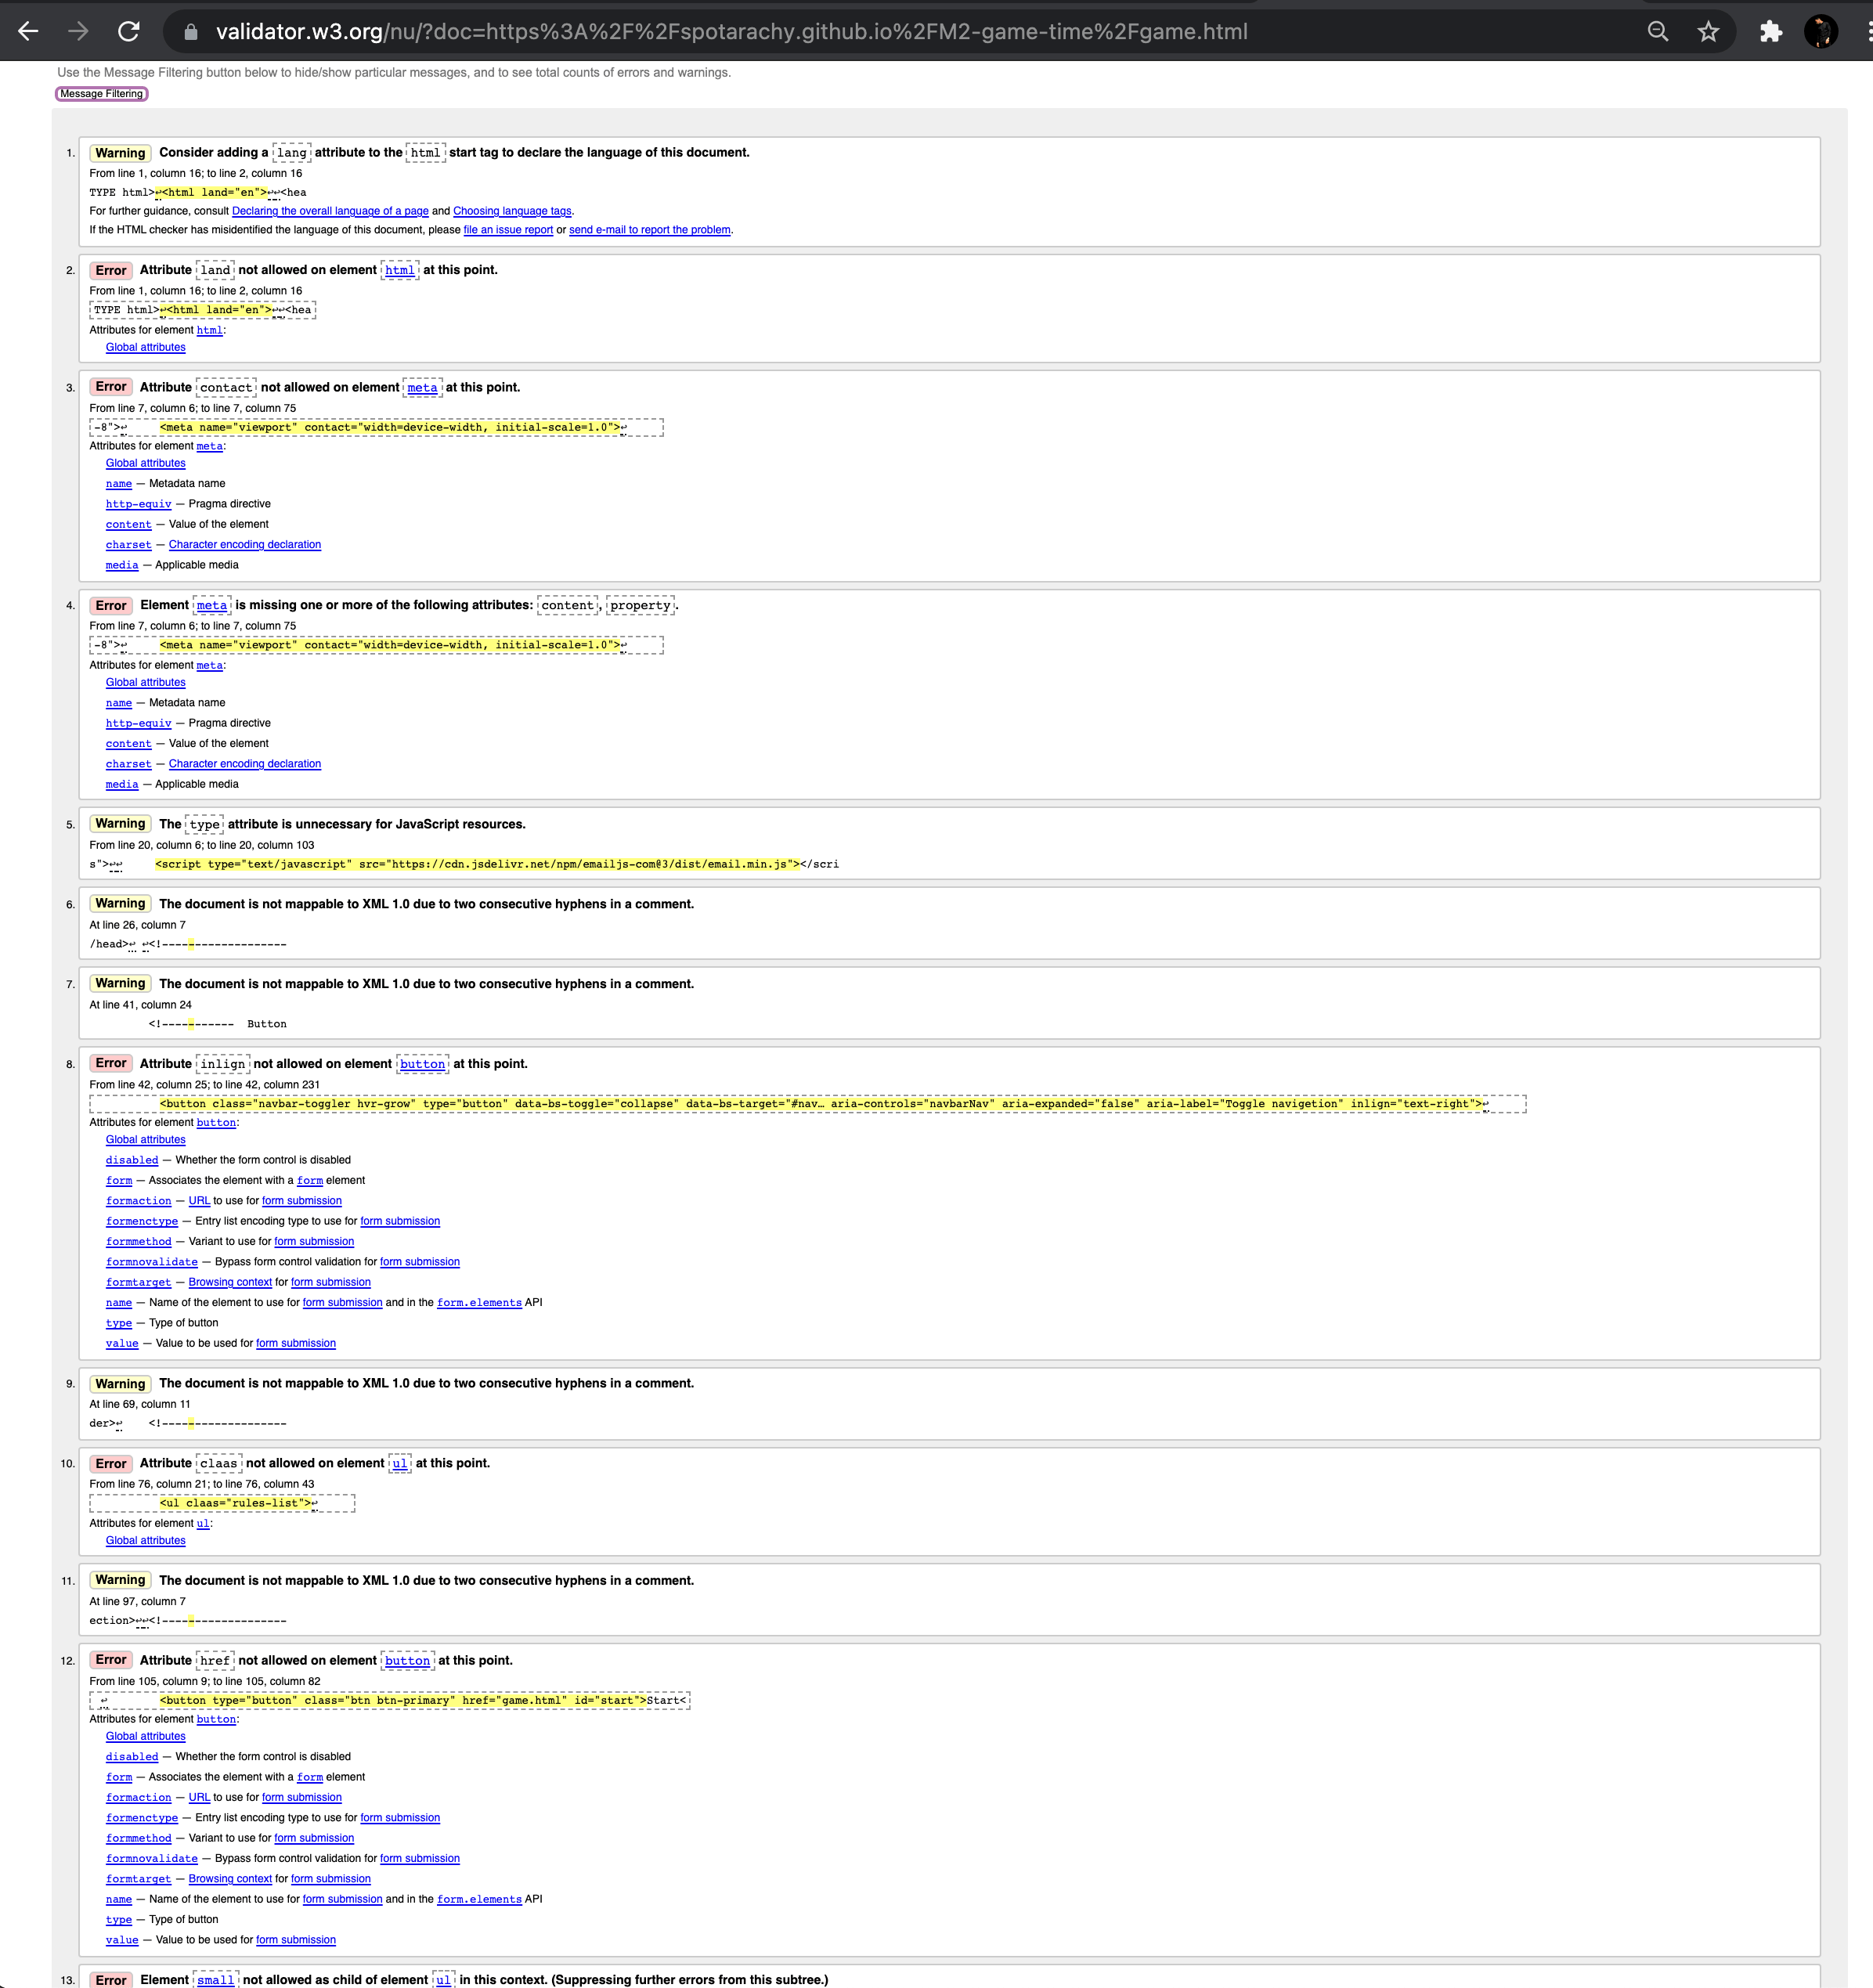 validator.w3.org/nu/?doc=https%3A%2F%2Fspotarachy.github.io%2FM2-game-time%2Fgame.html
Use the Message Filtering button below to hide/show particular messages, and to see total counts of errors and warnings.
Message Filtering
1. Warning Consider adding a lang attribute to the html start tag to declare the language of this document.
From line 1, column 16; to line 2, column 16
TYPE html>↩<html land="en">↩↩<hea
For further guidance, consult Declaring the overall language of a page and Choosing language tags.
If the HTML checker has misidentified the language of this document, please file an issue report or send e-mail to report the problem.
2. Error Attribute land not allowed on element html at this point.
From line 1, column 16; to line 2, column 16
TYPE html>↩<html land="en">↩↩<hea
Attributes for element html:
Global attributes
3. Error Attribute contact not allowed on element meta at this point.
From line 7, column 6; to line 7, column 75
-8">↩ <meta name="viewport" contact="width=device-width, initial-scale=1.0">↩
Attributes for element meta:
Global attributes
name — Metadata name
http-equiv — Pragma directive
content — Value of the element
charset — Character encoding declaration
media — Applicable media
4. Error Element meta is missing one or more of the following attributes: content, property.
From line 7, column 6; to line 7, column 75
-8">↩ <meta name="viewport" contact="width=device-width, initial-scale=1.0">↩
Attributes for element meta:
Global attributes
name — Metadata name
http-equiv — Pragma directive
content — Value of the element
charset — Character encoding declaration
media — Applicable media
5. Warning The type attribute is unnecessary for JavaScript resources.
From line 20, column 6; to line 20, column 103
s">↩↩ <script type="text/javascript" src="https://cdn.jsdelivr.net/npm/emailjs-com@3/dist/email.min.js"></scri
6. Warning The document is not mappable to XML 1.0 due to two consecutive hyphens in a comment.
At line 26, column 7
/head>↩ ↩<!-------------------
7. Warning The document is not mappable to XML 1.0 due to two consecutive hyphens in a comment.
At line 41, column 24
<!-----------  Button
8. Error Attribute inlign not allowed on element button at this point.
From line 42, column 25; to line 42, column 231
<button class="navbar-toggler hvr-grow" type="button" data-bs-toggle="collapse" data-bs-target="#nav… aria-controls="navbarNav" aria-expanded="false" aria-label="Toggle navigetion" inlign="text-right">↩
Attributes for element button:
Global attributes
disabled — Whether the form control is disabled
form — Associates the element with a form element
formaction — URL to use for form submission
formenctype — Entry list encoding type to use for form submission
formmethod — Variant to use for form submission
formnovalidate — Bypass form control validation for form submission
formtarget — Browsing context for form submission
name — Name of the element to use for form submission and in the form.elements API
type — Type of button
value — Value to be used for form submission
9. Warning The document is not mappable to XML 1.0 due to two consecutive hyphens in a comment.
At line 69, column 11
der>↩ <!-------------------
10. Error Attribute claas not allowed on element ul at this point.
From line 76, column 21; to line 76, column 43
<ul claas="rules-list">↩
Attributes for element ul:
Global attributes
11. Warning The document is not mappable to XML 1.0 due to two consecutive hyphens in a comment.
At line 97, column 7
ection>↩↩<!-------------------
12. Error Attribute href not allowed on element button at this point.
From line 105, column 9; to line 105, column 82
↩ <button type="button" class="btn btn-primary" href="game.html" id="start">Start<
Attributes for element button:
Global attributes
disabled — Whether the form control is disabled
form — Associates the element with a form element
formaction — URL to use for form submission
formenctype — Entry list encoding type to use for form submission
formmethod — Variant to use for form submission
formnovalidate — Bypass form control validation for form submission
formtarget — Browsing context for form submission
name — Name of the element to use for form submission and in the form.elements API
type — Type of button
value — Value to be used for form submission
13. Error Element small not allowed as child of element ul in this context. (Suppressing further errors from this subtree.)